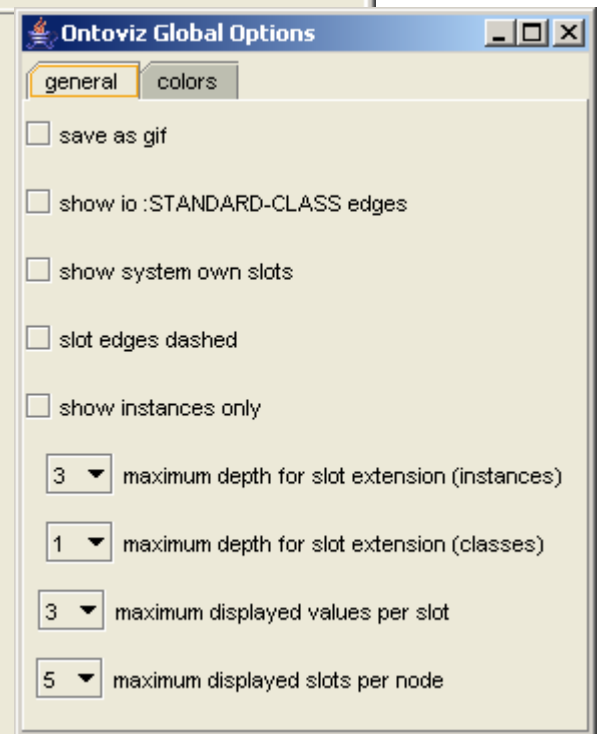 Ontoviz Global Options
general colors
save as gif
show io :STANDARD-CLASS edges
show system own slots
slot edges dashed
show instances only
3 maximum depth for slot extension (instances)
1 maximum depth for slot extension (classes)
3 maximum displayed values per slot
5 maximum displayed slots per node